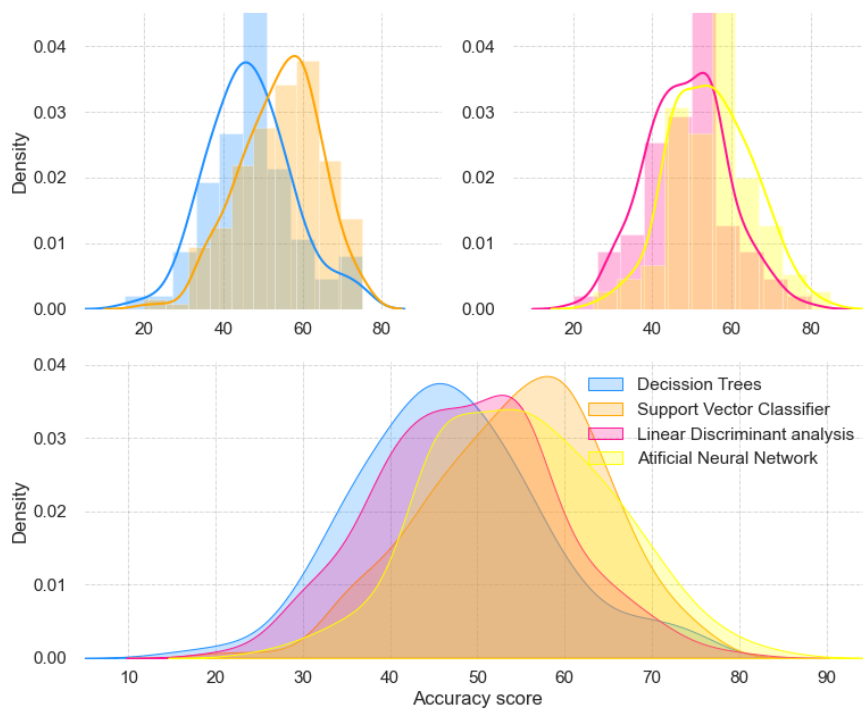 Density
0.04
0.03
0.02
0.01
0.00
20 40 60 80
0.04
0.03
0.02
0.01
0.00
20 40 60 80
Density
0.04
0.03
0.02
0.01
0.00
10 20 30 40 50 60 70 80 90
Accuracy score
Decission Trees
Support Vector Classifier
Linear Discriminant analysis
Atificial Neural Network